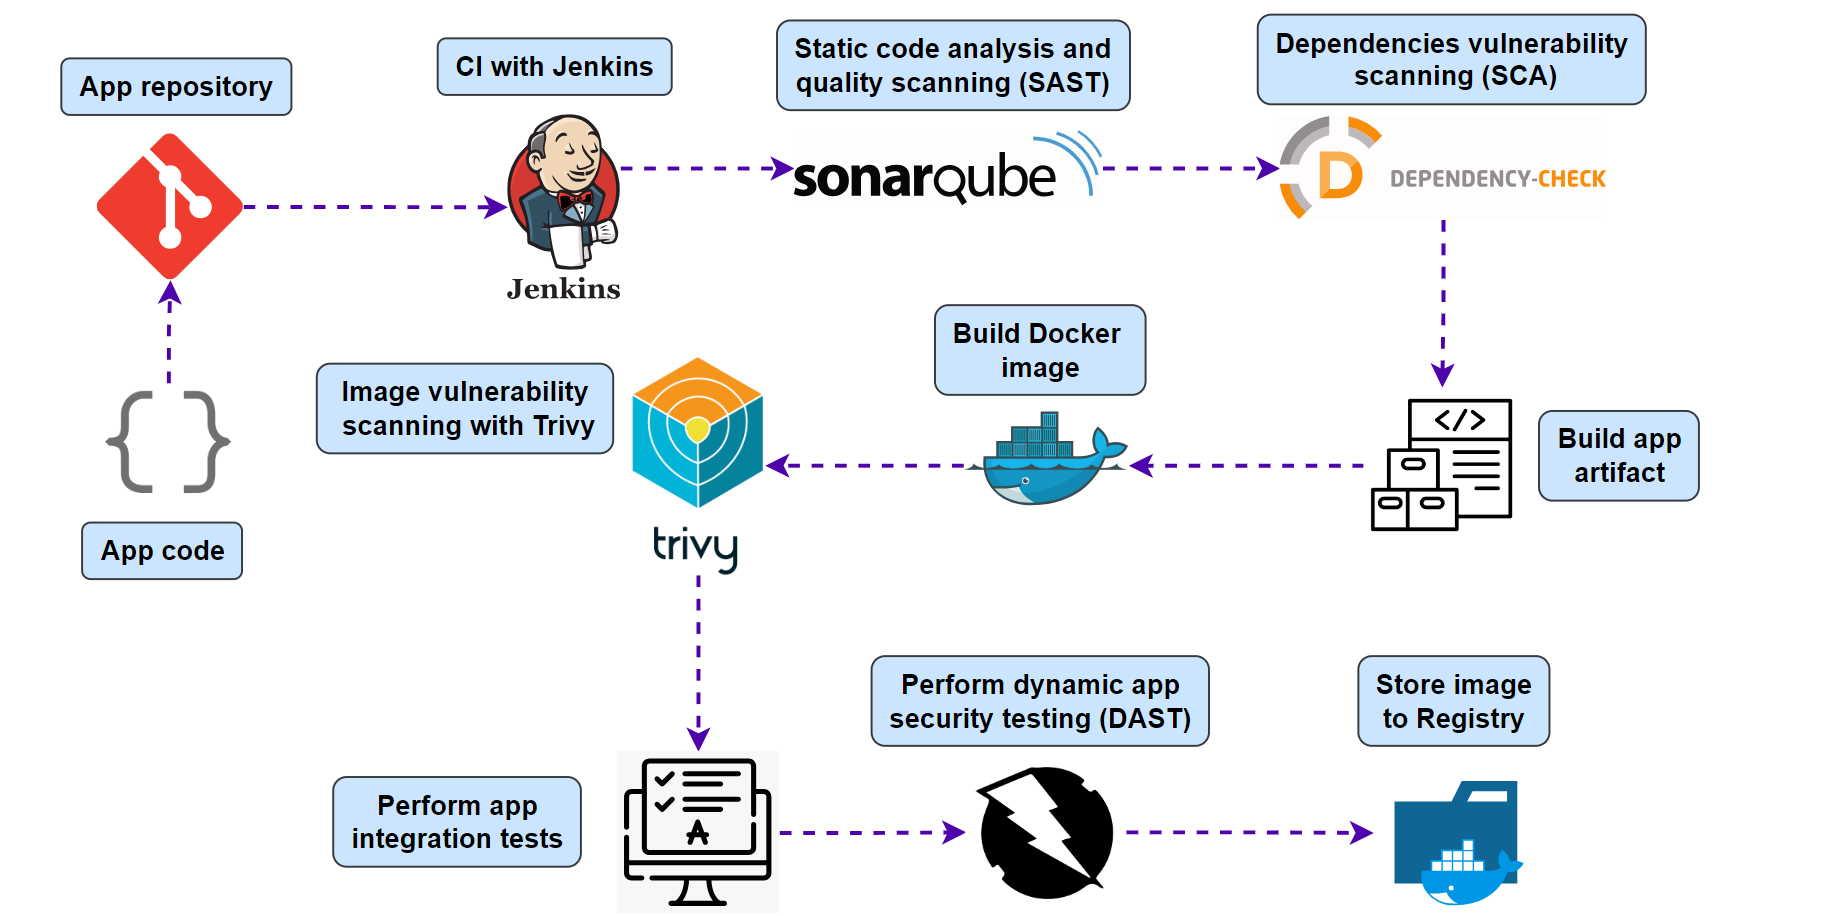 App repository
CI with Jenkins
Static code analysis and
quality scanning (SAST)
Dependencies vulnerability
scanning (SCA)
Jenkins
sonarqube
D
DEPENDENCY-CHECK
Build Docker
image
Image vulnerability
scanning with Trivy
trivy
</>
Build app
artifact
{ }
App code
Perform dynamic app
security testing (DAST)
Store image
to Registry
Perform app
integration tests
A